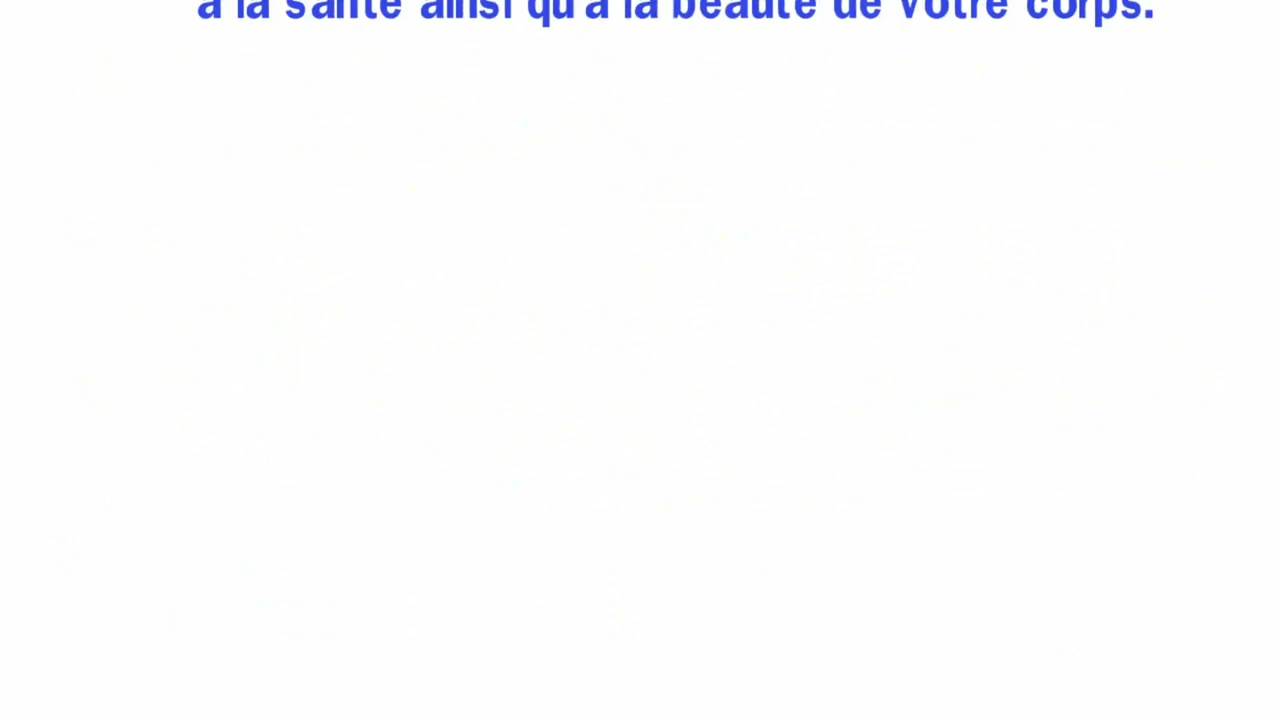 à la santé ainsi qu'à la beauté de votre corps.